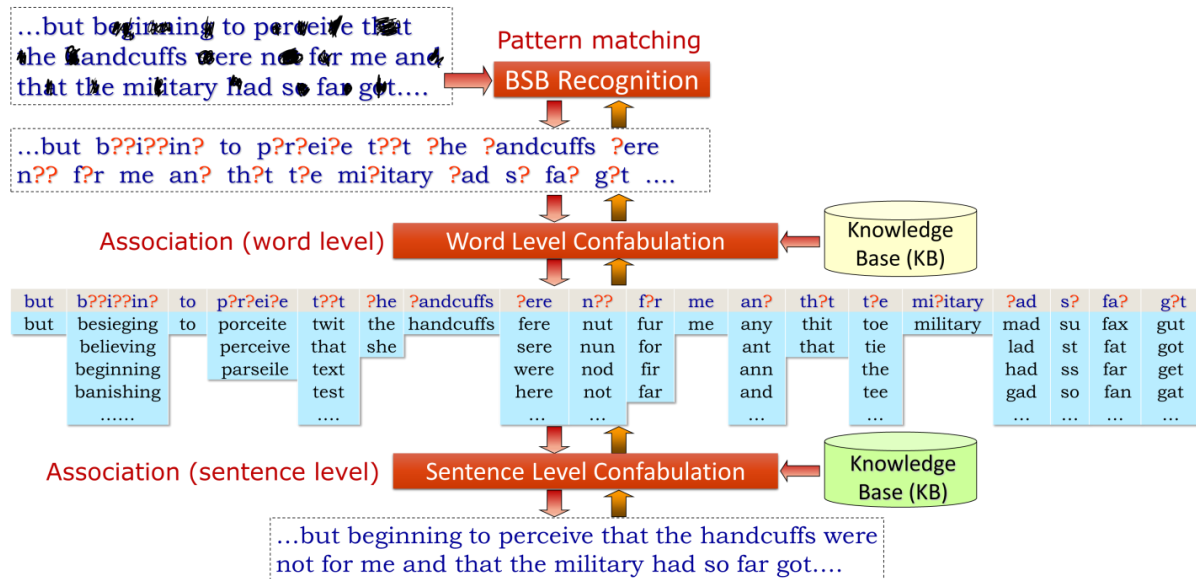 ...but beginning to perceive that
the handcuffs were not for me and
that the military had so far got....
Pattern matching
BSB Recognition
...but b??i??in? to p?r?ei?e t??t ?he ?andcuffs ?ere
n?? f?r me an? th?t t?e mi?itary ?ad s? fa? g?t ....
Association (word level)
Word Level Confabulation
Knowledge
Base (KB)
but b??i??in? to p?r?ei?e t??t ?he ?andcuffs ?ere n?? f?r me an? th?t t?e mi?itary ?ad s? fa? g?t
but besieging to porceite twit the handcuffs fere nut fur me any thit toe military mad su fax gut
believing perceive that she sere nun for ant that tie lad st fat got
beginning parseile text were nod fir ann the had ss far get
banishing test here not far and tee gad so fan gat
...... .... ... ... ... ... ... ... ... ...
Association (sentence level)
Sentence Level Confabulation
Knowledge
Base (KB)
...but beginning to perceive that the handcuffs were
not for me and that the military had so far got....